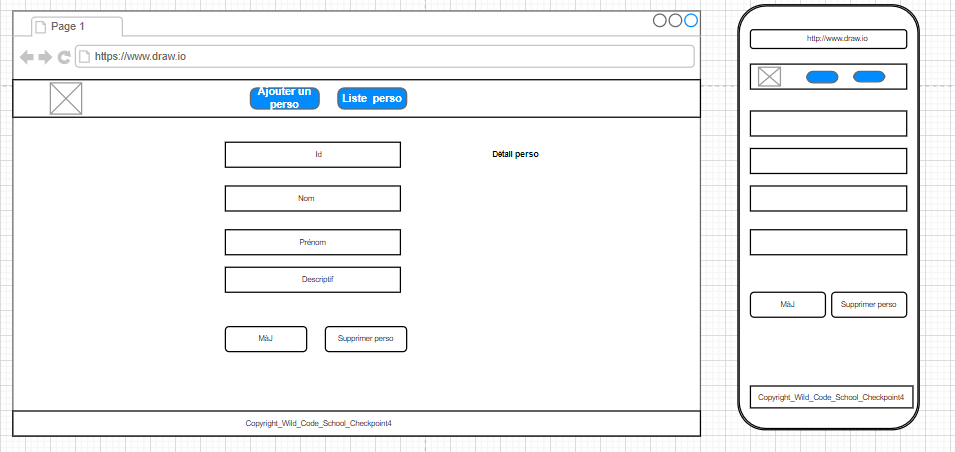 Page 1
https://www.draw.io
Ajouter un
perso
Liste perso
Id
Détail perso
Nom
Prénom
Descriptif
MàJ
Supprimer perso
Copyright_Wild_Code_School_Checkpoint4
http://www.draw.io
MàJ
Supprimer perso
Copyright_Wild_Code_School_Checkpoint4